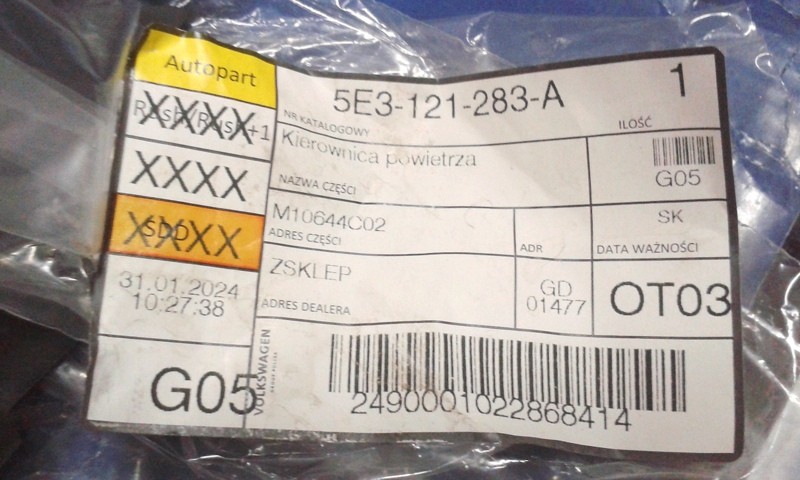 Autopart
5E3-121-283-A
1
NR KATALOGOWY
ILOŚĆ
XXXX
+1
Kierownica powietrza
NAZWA CZĘŚCI
G05
XXXX
M10644C02
ADRES CZĘŚCI
ADR
SK
DATA WAŻNOŚCI
XXXX
SDD
ZSKLEP
ADRES DEALERA
GD
01477
OT03
31.01.2024
10:27:38
G05
VOLKSWAGEN
2490001022868414